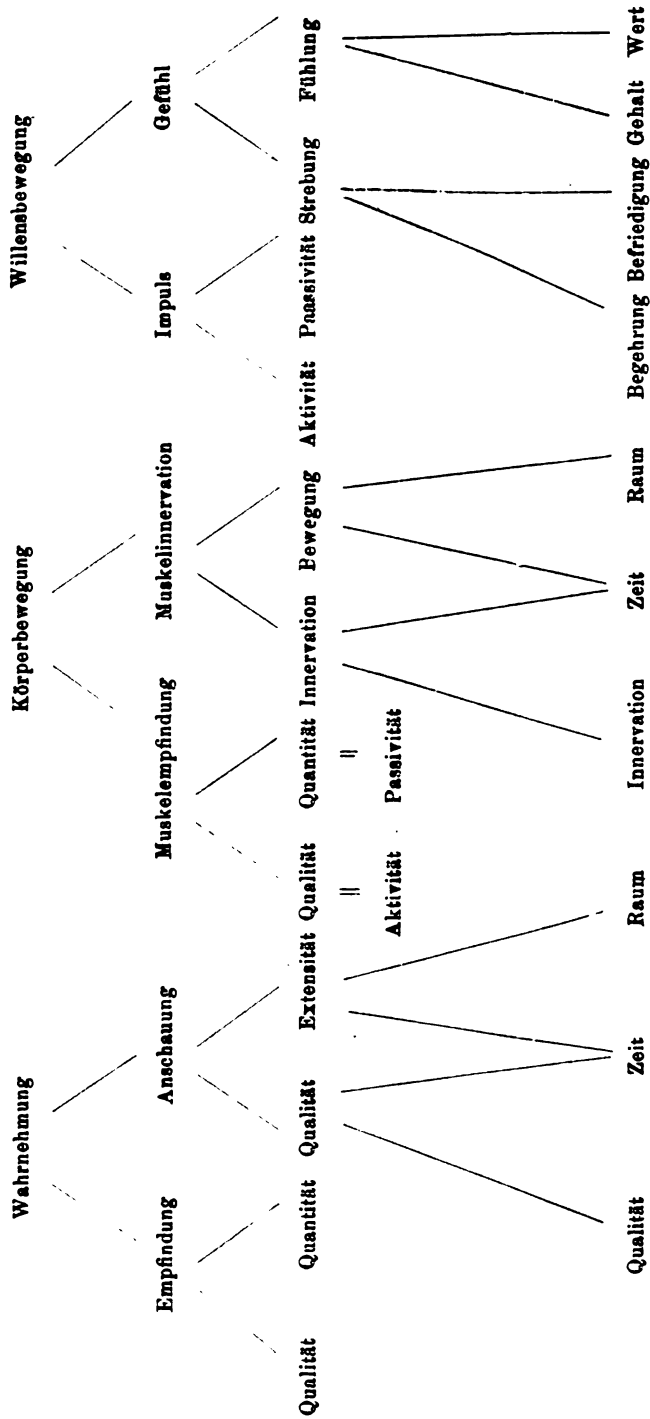 Wahrnehmung Körperbewegung Willensbewegung
Empfindung Anschauung Muskelempfindung Muskelinnervation Impuls Gefühl
Qualität Quantität Qualität Extensität Qualität Quantität Innervation Bewegung Aktivität Paasivität Strebung Fühlung
= =
Aktivität Passivität
Qualität Zeit Raum Innervation Zeit Raum Begehrung Befriedigung Gehalt Wert